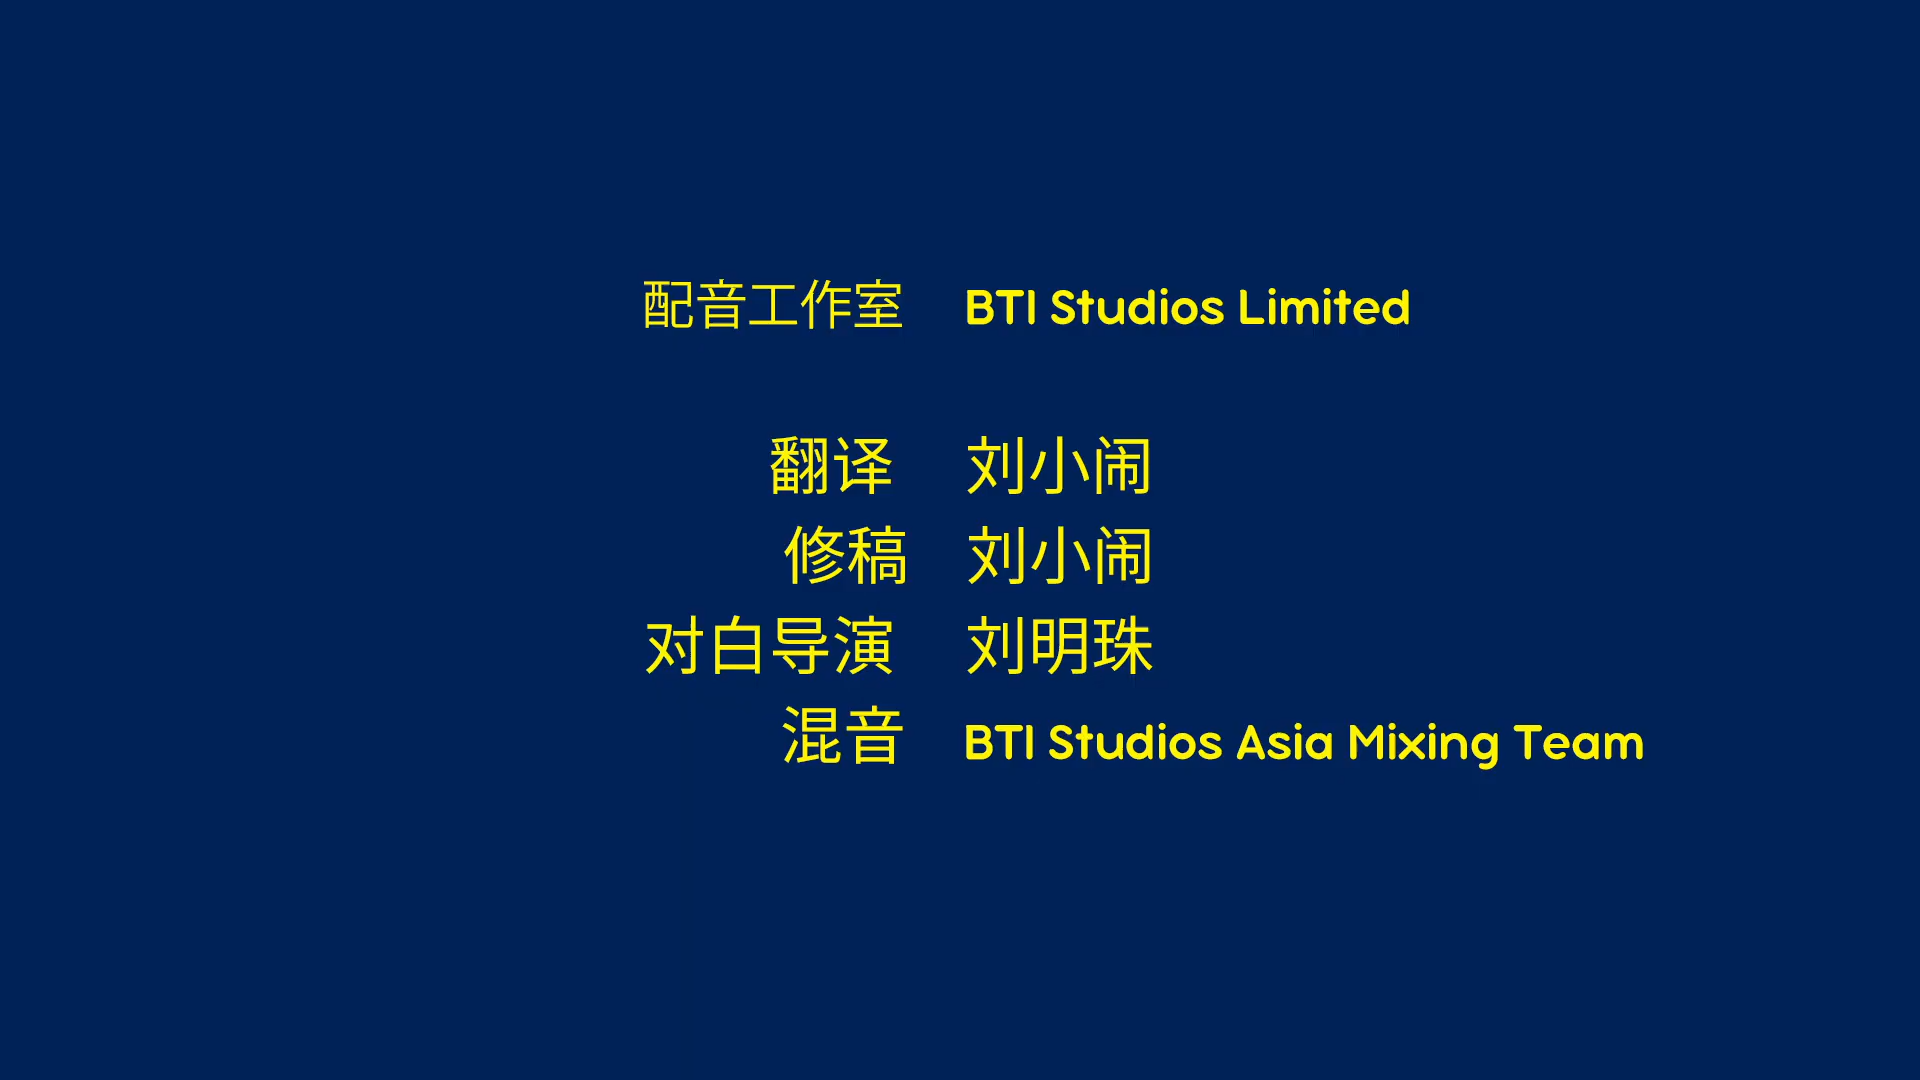 配音工作室 BTI Studios Limited
翻译 刘小闹
修稿 刘小闹
对白导演 刘明珠
混音 BTI Studios Asia Mixing Team